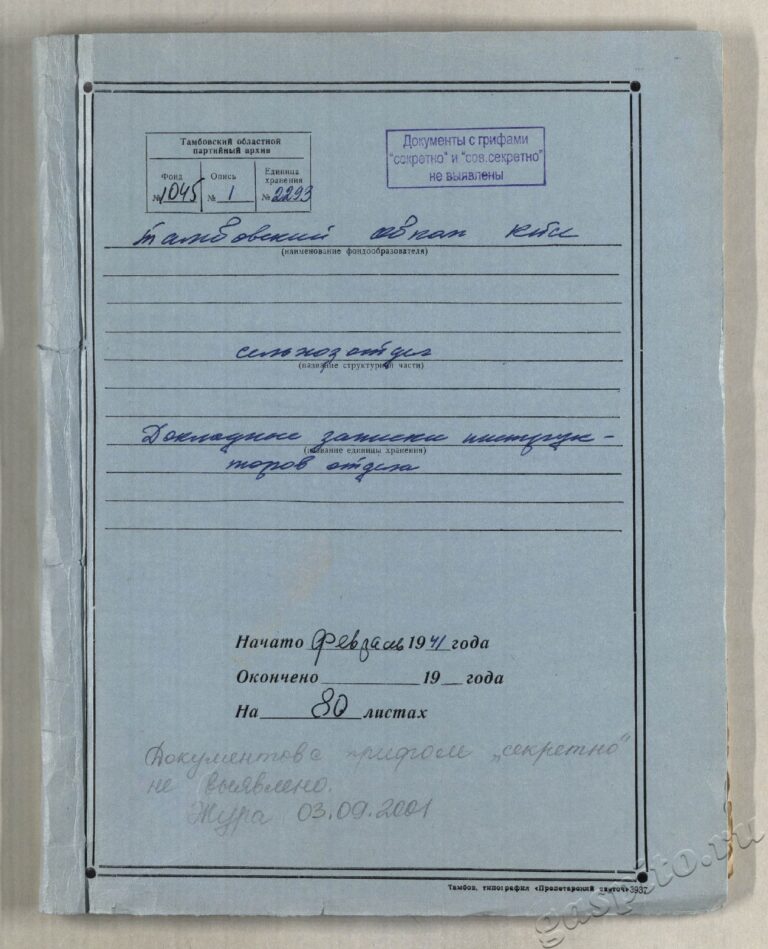 Тамбовский областной
партийный архив
Фонд
№ 1045
Опись
№ 1
Единица
хранения
№ 2293
Документы с грифами
"секретно" и "сов.секретно"
не выявлены
Тамбовский обком
(наименование фондообразователя)
сельхозотдел
(название структурной части)
Докладные записки инструк-
(название единицы хранения)
торов отдела
Начато февраль 1941 года
Окончено 19 года
На 80 листах
Документов с грифом „секретно"
не выявлено.
Жура 03.09.2001
Тамбов, типография «Пролетарский светоч» 3937
gaspito.ru